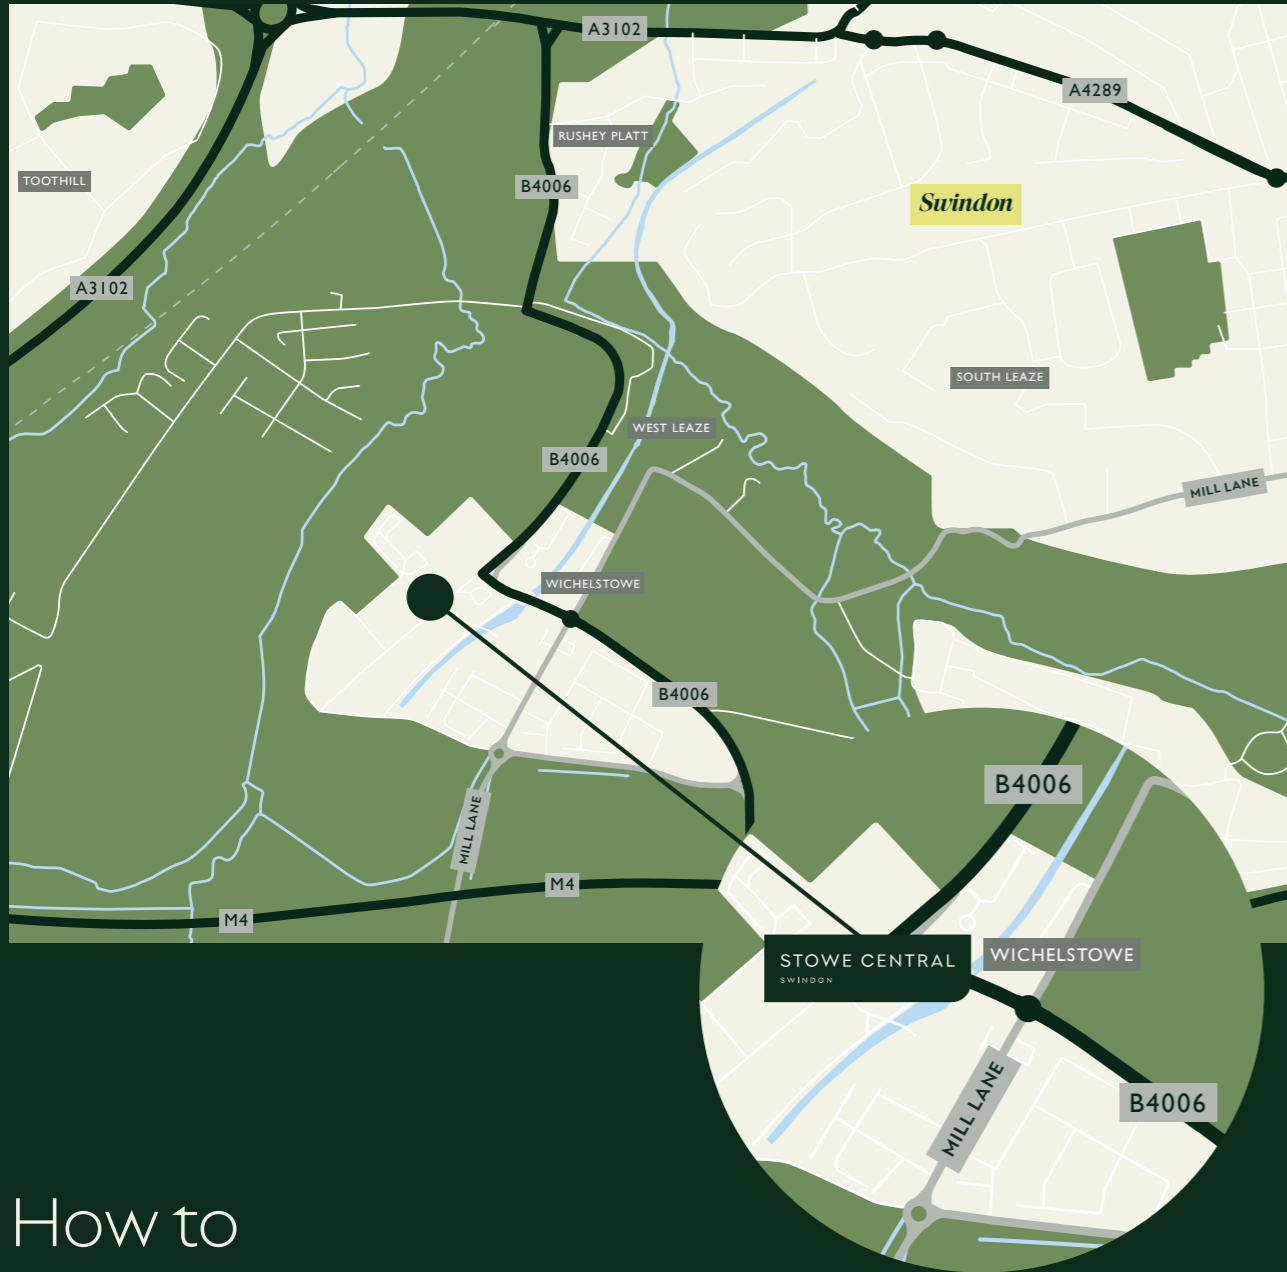 A3102
A4289
RUSHEY PLATT
TOOTHILL
B4006
Swindon
A3102
SOUTH LEAZE
WEST LEAZE
B4006
MILL LANE
WICHELSTOWE
B4006
B4006
MILL LANE
M4
M4
STOWE CENTRAL
SWINDON
WICHELSTOWE
MILL LANE
B4006
How to